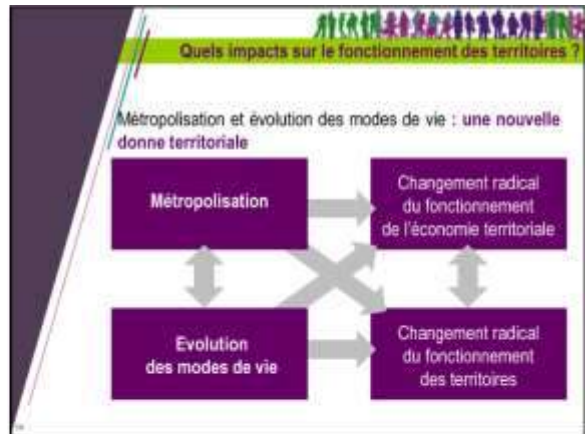 Quels impacts sur le fonctionnement des territoires ?
Métropolisation et évolution des modes de vie : une nouvelle
donne territoriale
Métropolisation
Changement radical
du fonctionnement
de l'économie territoriale
Evolution
des modes de vie
Changement radical
du fonctionnement
des territoires